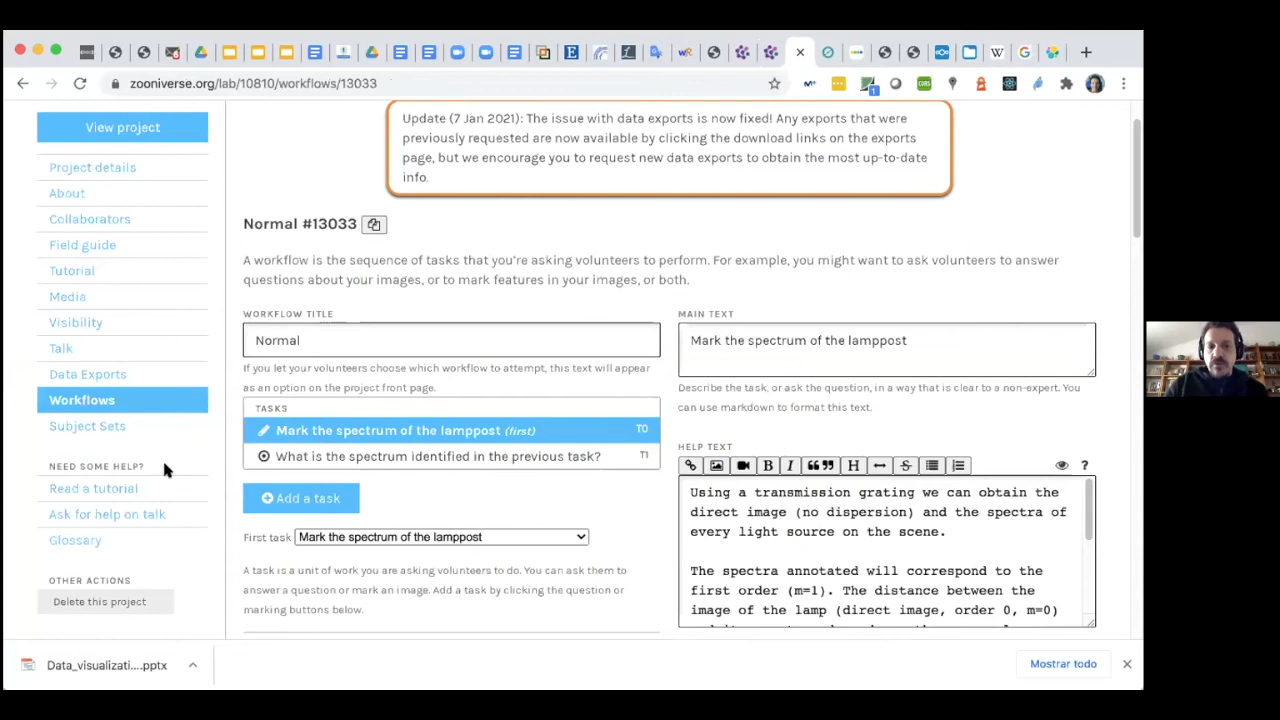 zooniverse.org/lab/10810/workflows/13033
View project
Project details
About
Collaborators
Field guide
Tutorial
Media
Visibility
Talk
Data Exports
Workflows
Subject Sets
NEED SOME HELP?
Read a tutorial
Ask for help on talk
Glossary
OTHER ACTIONS
Delete this project
Update (7 Jan 2021): The issue with data exports is now fixed! Any exports that were
previously requested are now available by clicking the download links on the exports
page, but we encourage you to request new data exports to obtain the most up-to-date
info.
Normal #13033
A workflow is the sequence of tasks that you're asking volunteers to perform. For example, you might want to ask volunteers to answer
questions about your images, or to mark features in your images, or both.
WORKFLOW TITLE
Normal
If you let your volunteers choose which workflow to attempt, this text will appear
as an option on the project front page.
TASKS
Mark the spectrum of the lamppost (first) T0
What is the spectrum identified in the previous task? T1
Add a task
First task Mark the spectrum of the lamppost
A task is a unit of work you are asking volunteers to do. You can ask them to
answer a question or mark an image. Add a task by clicking the question or
marking buttons below.
MAIN TEXT
Mark the spectrum of the lamppost
Describe the task, or ask the question, in a way that is clear to a non-expert. You
can use markdown to format this text.
HELP TEXT
B I H S ?
Using a transmission grating we can obtain the
direct image (no dispersion) and the spectra of
every light source on the scene.
The spectra annotated will correspond to the
first order (m=1). The distance between the
image of the lamp (direct image, order 0, m=0)
Data_visualizati....pptx
Mostrar todo